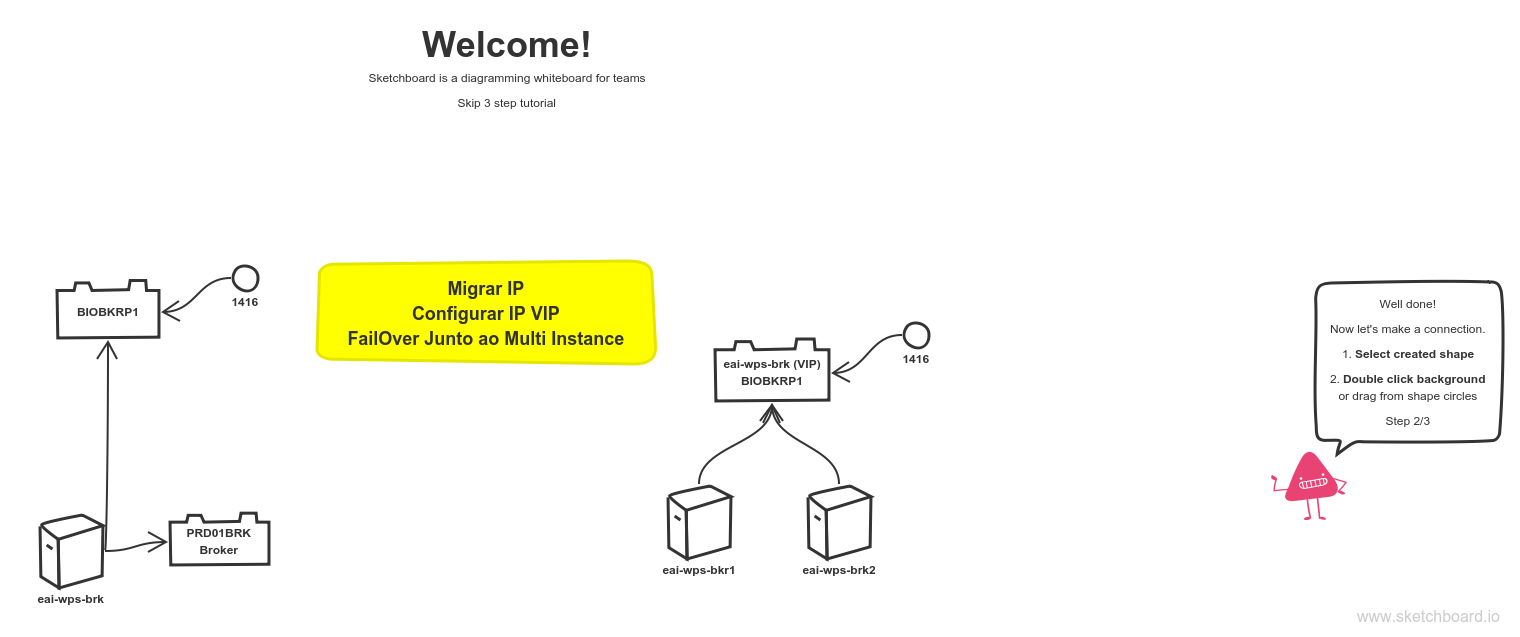 Welcome!
Sketchboard is a diagramming whiteboard for teams
Skip 3 step tutorial
BIOBKRP1
1416
Migrar IP
Configurar IP VIP
FailOver Junto ao Multi Instance
eai-wps-brk (VIP)
BIOBKRP1
1416
Well done!
Now let's make a connection.
1. Select created shape
2. Double click background
or drag from shape circles
Step 2/3
PRD01BRK
Broker
eai-wps-brk
eai-wps-bkr1
eai-wps-brk2
www.sketchboard.io